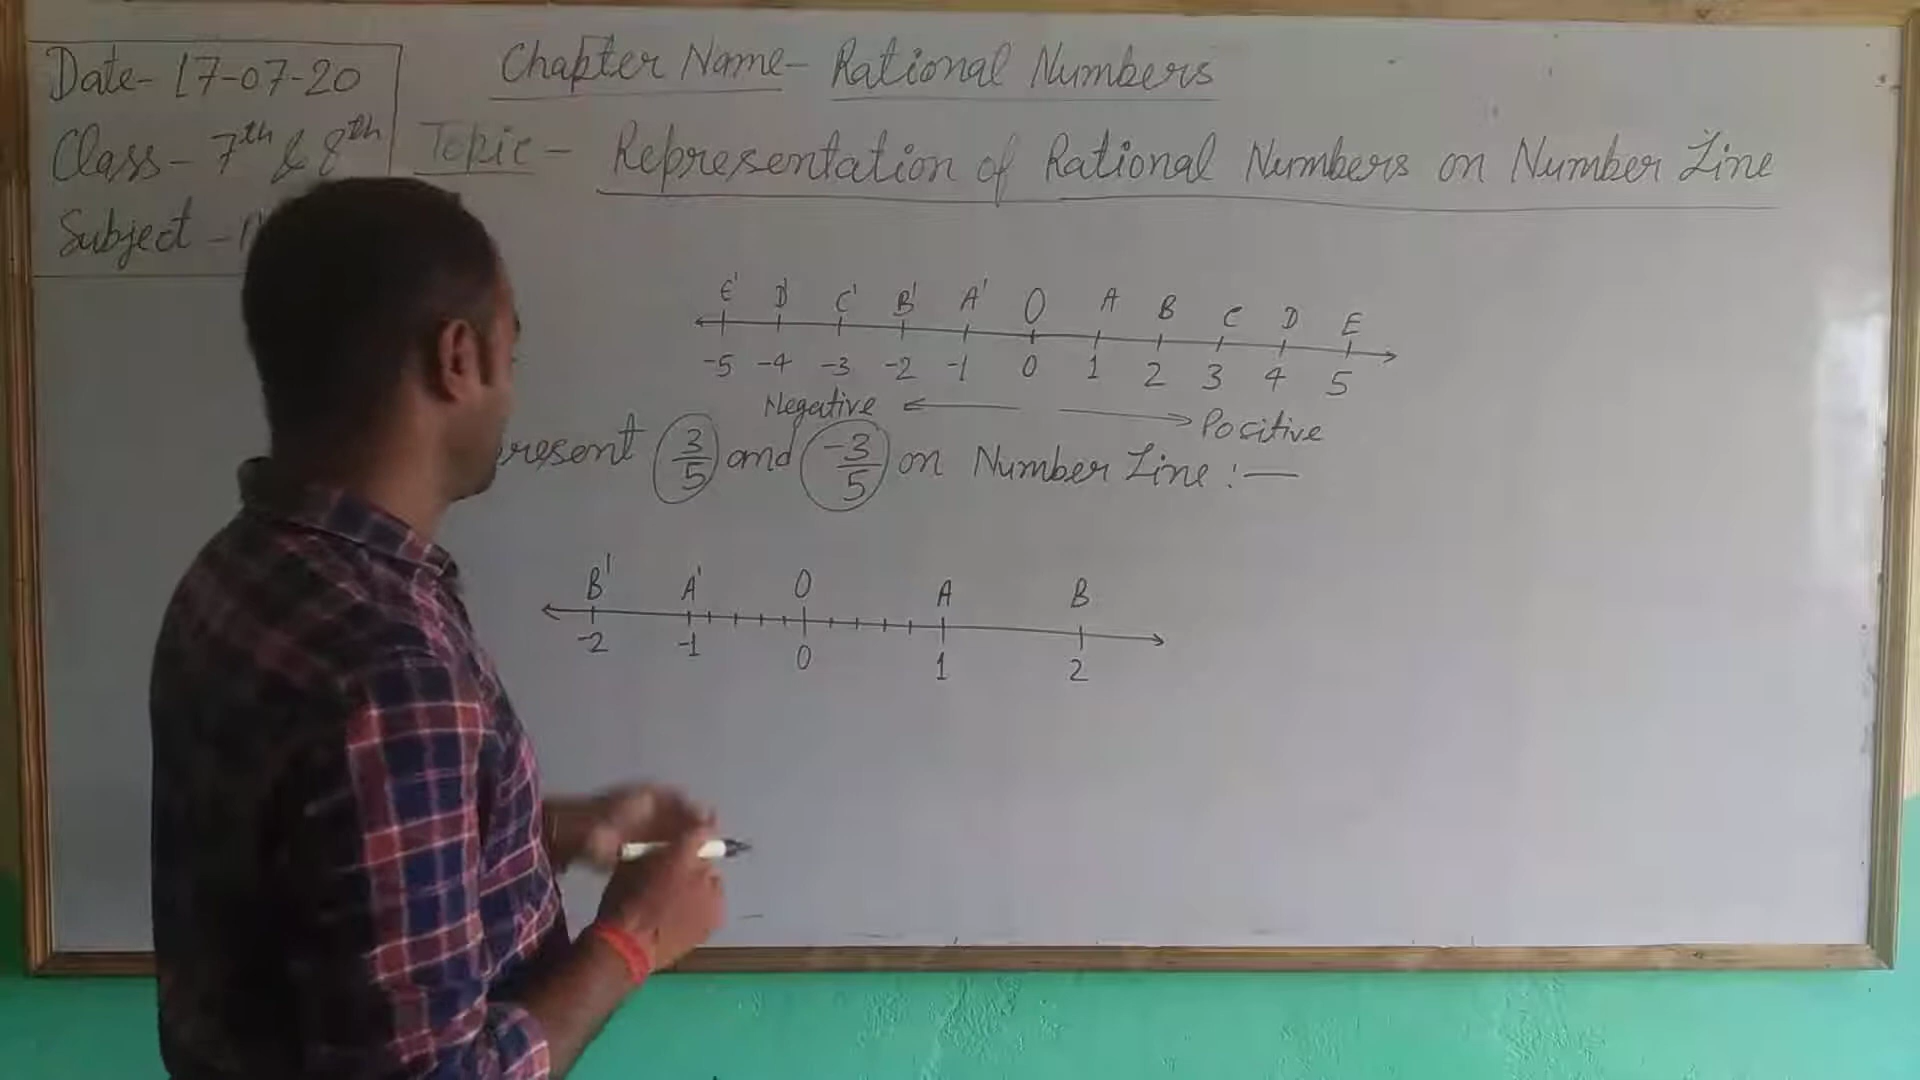 Date- 17-07-20
Chapter Name- Rational Numbers
Class- 7th & 8th
Topic- Representation of Rational Numbers on Number Line
Subject -
E' D' C' B' A' O A B C D E
-5 -4 -3 -2 -1 0 1 2 3 4 5
Negative Positive
present 3/5 and -3/5 on Number Line :—
B' A' O A B
-2 -1 0 1 2